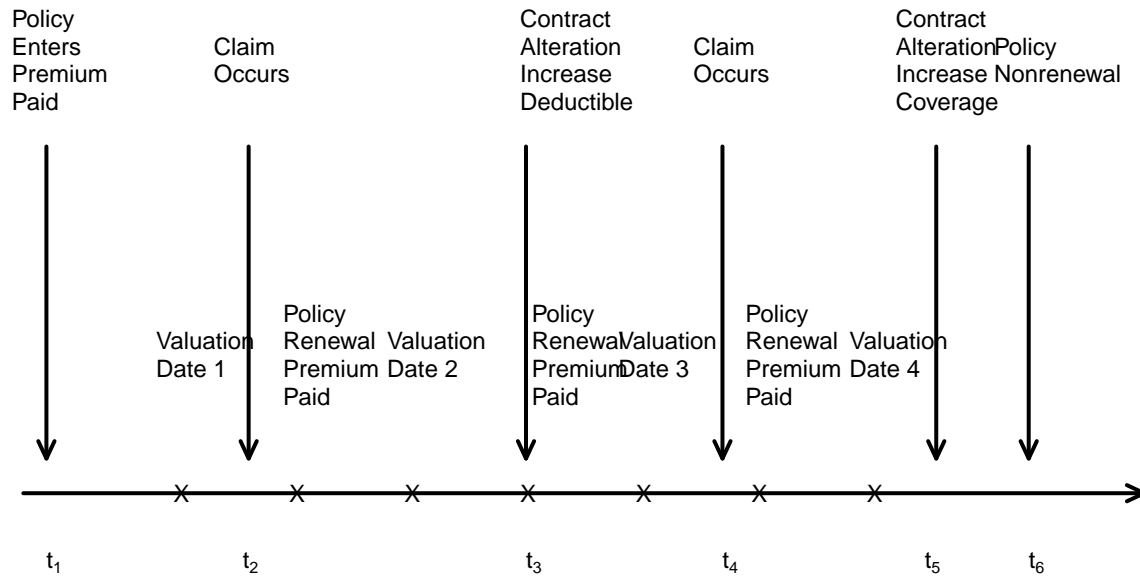 Policy
Enters
Premium
Paid
Claim
Occurs
Contract
Alteration
Increase
Deductible
Claim
Occurs
Contract
Alteration
Increase
Coverage
Policy
Nonrenewal
Valuation
Date 1
Policy
Renewal
Premium
Paid
Valuation
Date 2
Policy
Renewal
Premium
Paid
Valuation
Date 3
Policy
Renewal
Premium
Paid
Valuation
Date 4
X X X X X X X
t1 t2 t3 t4 t5 t6